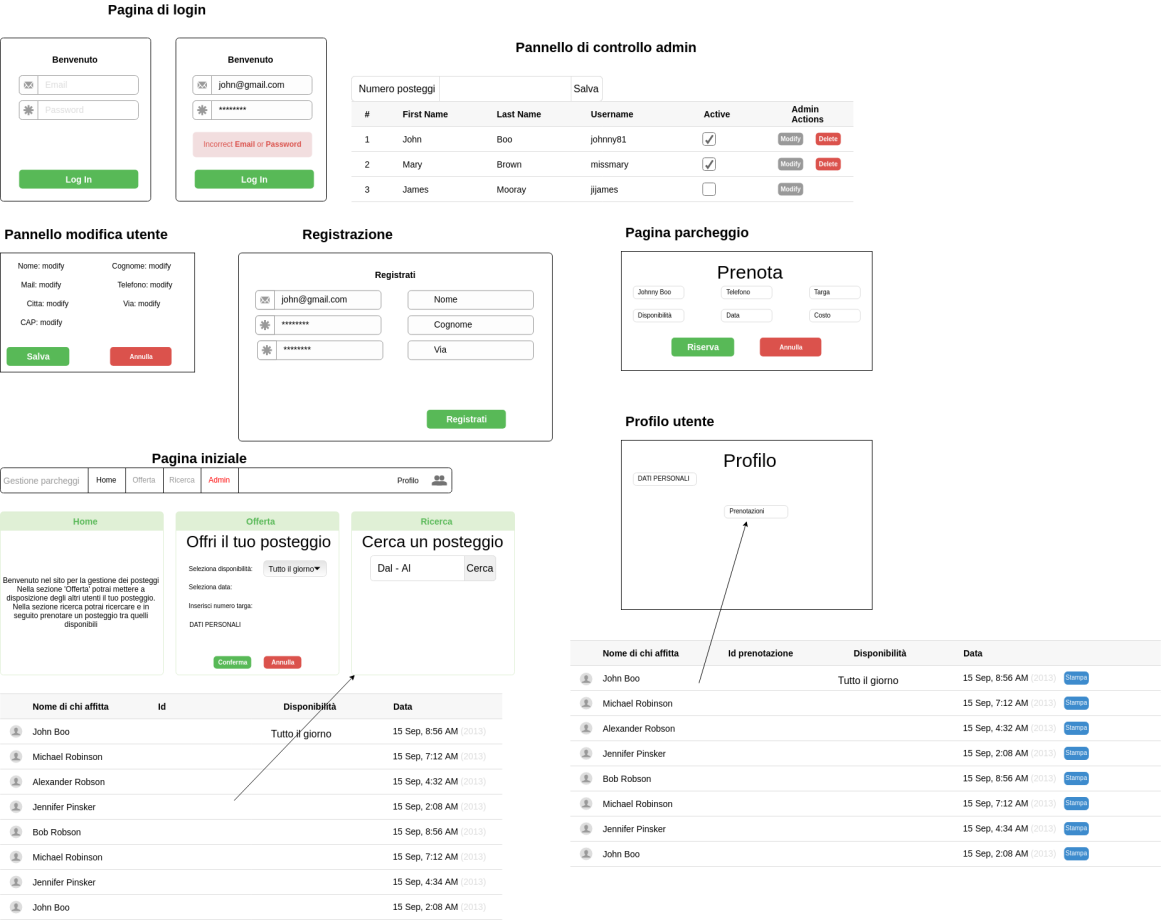 Pagina di login
Benvenuto
Email
Password
Log In
Benvenuto
john@gmail.com
********
Incorrect Email or Password
Log In
Pannello di controllo admin
Numero posteggi Salva
# First Name Last Name Username Active Admin Actions
1 John Boo johnny81 Modify Delete
2 Mary Brown missmary Modify Delete
3 James Mooray jijames Modify
Pannello modifica utente
Nome: modify Cognome: modify
Mail: modify Telefono: modify
Citta: modify Via: modify
CAP: modify
Salva Annulla
Registrazione
Registrati
john@gmail.com Nome
******** Cognome
******** Via
Registrati
Pagina parcheggio
Prenota
Johnny Boo Telefono Targa
Disponibilità Data Costo
Riserva Annulla
Profilo utente
Profilo
DATI PERSONALI
Prenotazioni
Pagina iniziale
Gestione parcheggi Home Offerta Ricerca Admin Profilo
Home
Benvenuto nel sito per la gestione dei posteggi
Nella sezione 'Offerta' potrai mettere a
disposizione degli altri utenti il tuo posteggio.
Nella sezione ricerca potrai ricercare e in
seguito prenotare un posteggio tra quelli
disponibili
Offerta
Offri il tuo posteggio
Seleziona disponibilità: Tutto il giorno
Seleziona data:
Inserisci numero targa:
DATI PERSONALI
Conferma Annulla
Ricerca
Cerca un posteggio
Dal - Al Cerca
Nome di chi affitta Id Disponibilità Data
John Boo Tutto il giorno 15 Sep, 8:56 AM (2013)
Michael Robinson 15 Sep, 7:12 AM (2013)
Alexander Robson 15 Sep, 4:32 AM (2013)
Jennifer Pinsker 15 Sep, 2:08 AM (2013)
Bob Robson 15 Sep, 8:56 AM (2013)
Michael Robinson 15 Sep, 7:12 AM (2013)
Jennifer Pinsker 15 Sep, 4:34 AM (2013)
John Boo 15 Sep, 2:08 AM (2013)
Nome di chi affitta Id prenotazione Disponibilità Data
John Boo Tutto il giorno 15 Sep, 8:56 AM (2013) Stampa
Michael Robinson 15 Sep, 7:12 AM (2013) Stampa
Alexander Robson 15 Sep, 4:32 AM (2013) Stampa
Jennifer Pinsker 15 Sep, 2:08 AM (2013) Stampa
Bob Robson 15 Sep, 8:56 AM (2013) Stampa
Michael Robinson 15 Sep, 7:12 AM (2013) Stampa
Jennifer Pinsker 15 Sep, 4:34 AM (2013) Stampa
John Boo 15 Sep, 2:08 AM (2013) Stampa